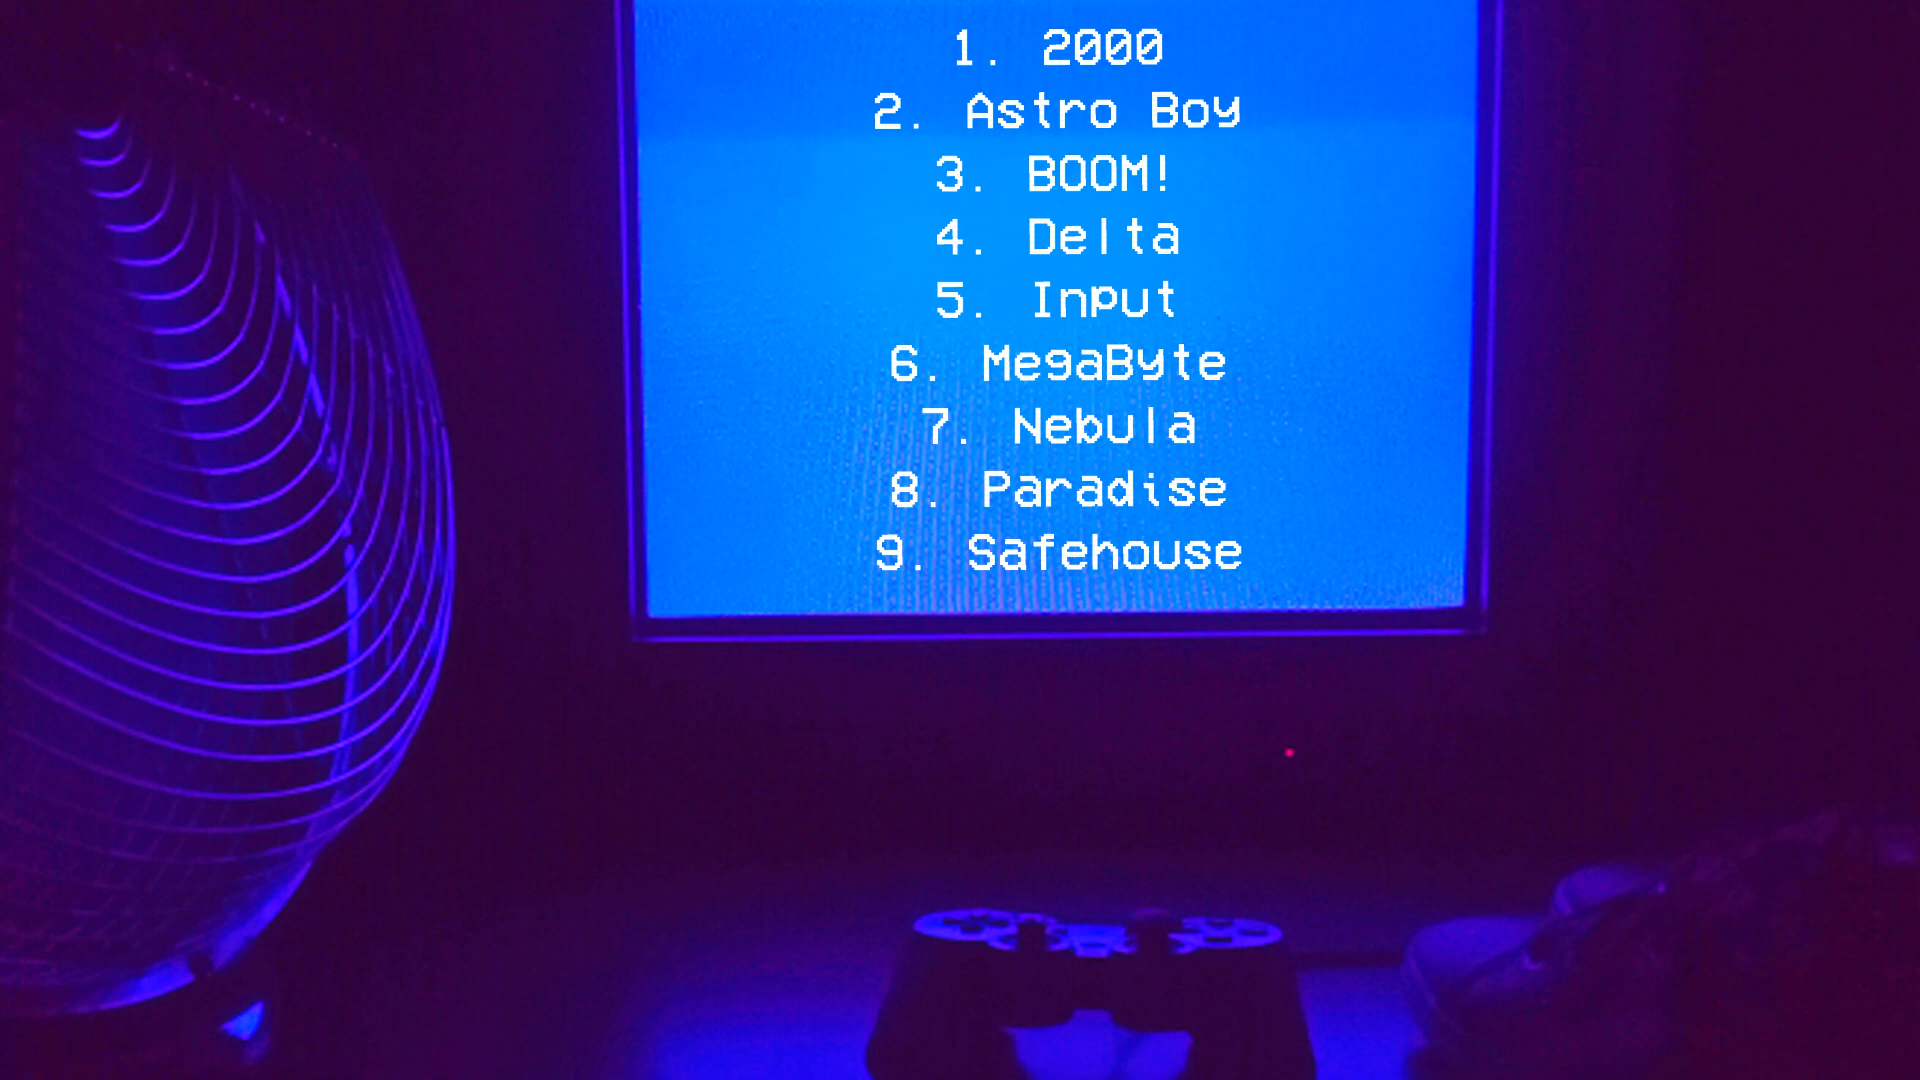 1. 2000
2. Astro Boy
3. BOOM!
4. Delta
5. Input
6. MegaByte
7. Nebula
8. Paradise
9. Safehouse